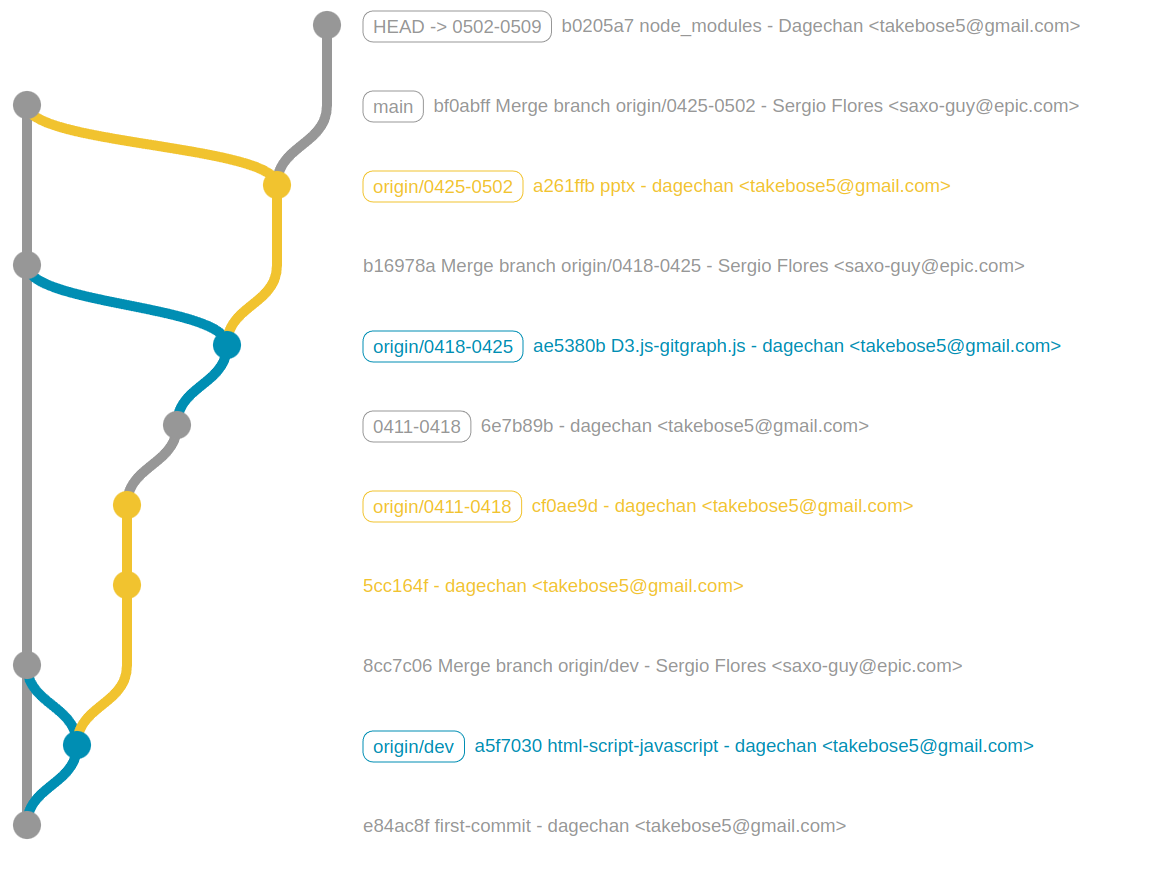 HEAD -> 0502-0509 b0205a7 node_modules - Dagechan <takebose5@gmail.com>
main bf0abff Merge branch origin/0425-0502 - Sergio Flores <saxo-guy@epic.com>
origin/0425-0502 a261ffb pptx - dagechan <takebose5@gmail.com>
b16978a Merge branch origin/0418-0425 - Sergio Flores <saxo-guy@epic.com>
origin/0418-0425 ae5380b D3.js-gitgraph.js - dagechan <takebose5@gmail.com>
0411-0418 6e7b89b - dagechan <takebose5@gmail.com>
origin/0411-0418 cf0ae9d - dagechan <takebose5@gmail.com>
5cc164f - dagechan <takebose5@gmail.com>
8cc7c06 Merge branch origin/dev - Sergio Flores <saxo-guy@epic.com>
origin/dev a5f7030 html-script-javascript - dagechan <takebose5@gmail.com>
e84ac8f first-commit - dagechan <takebose5@gmail.com>